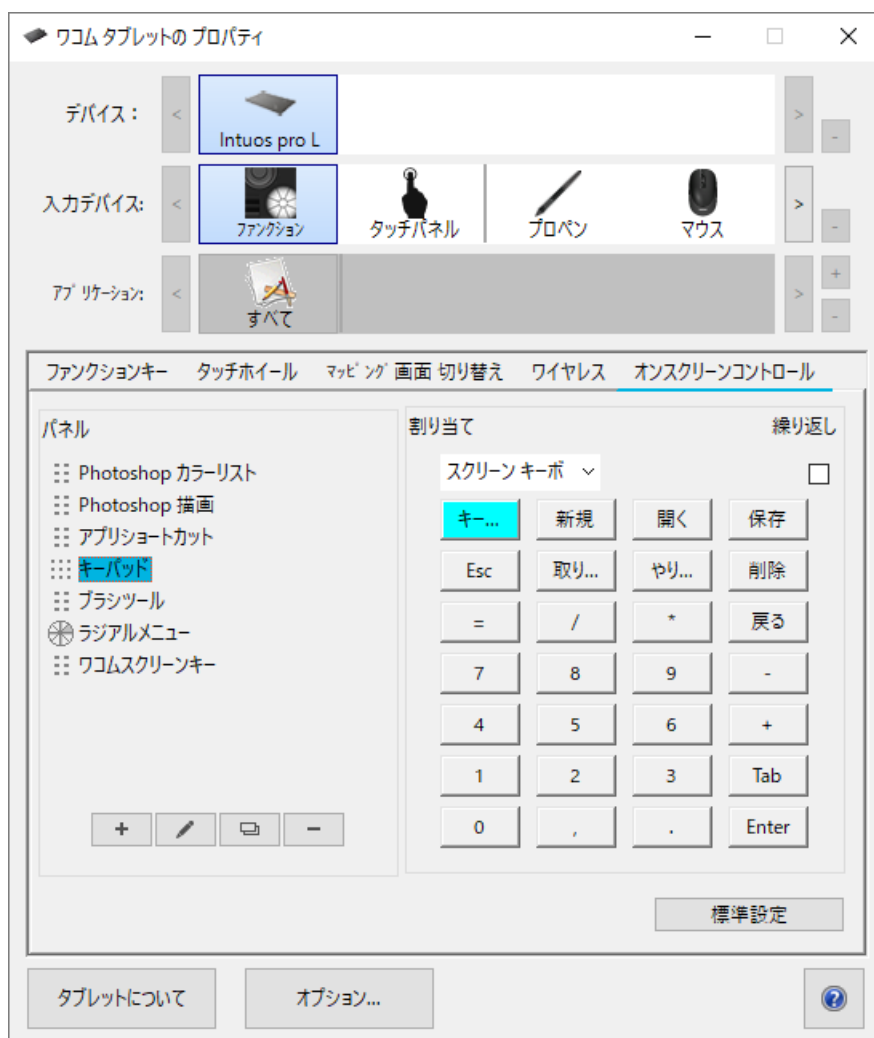 ワコム タブレットの プロパティ
デバイス：
<
Intuos pro L
>
-
入力デバイス:
<
ファンクション
タッチパネル
プロペン
マウス
>
-
アプリケーション:
<
すべて
>
+
-
ファンクションキー タッチホイール マッピング 画面 切り替え ワイヤレス オンスクリーンコントロール
パネル
Photoshop カラーリスト
Photoshop 描画
アプリショートカット
キーパッド
ブラシツール
ラジアルメニュー
ワコムスクリーンキー
+ -
割り当て 繰り返し
スクリーン キーボ
キー... 新規 開く 保存
Esc 取り... やり... 削除
= / * 戻る
7 8 9 -
4 5 6 +
1 2 3 Tab
0 , . Enter
標準設定
タブレットについて オプション... ?